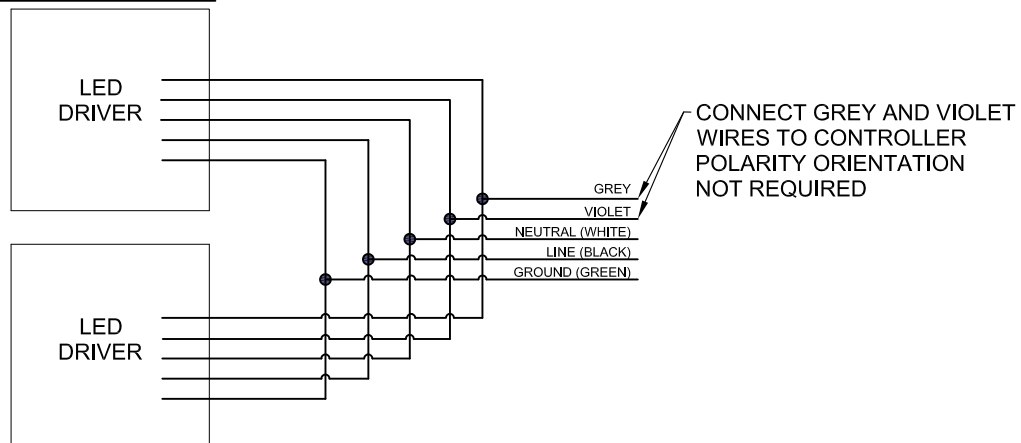 LED
DRIVER
CONNECT GREY AND VIOLET
WIRES TO CONTROLLER
POLARITY ORIENTATION
NOT REQUIRED
GREY
VIOLET
NEUTRAL (WHITE)
LINE (BLACK)
GROUND (GREEN)
LED
DRIVER